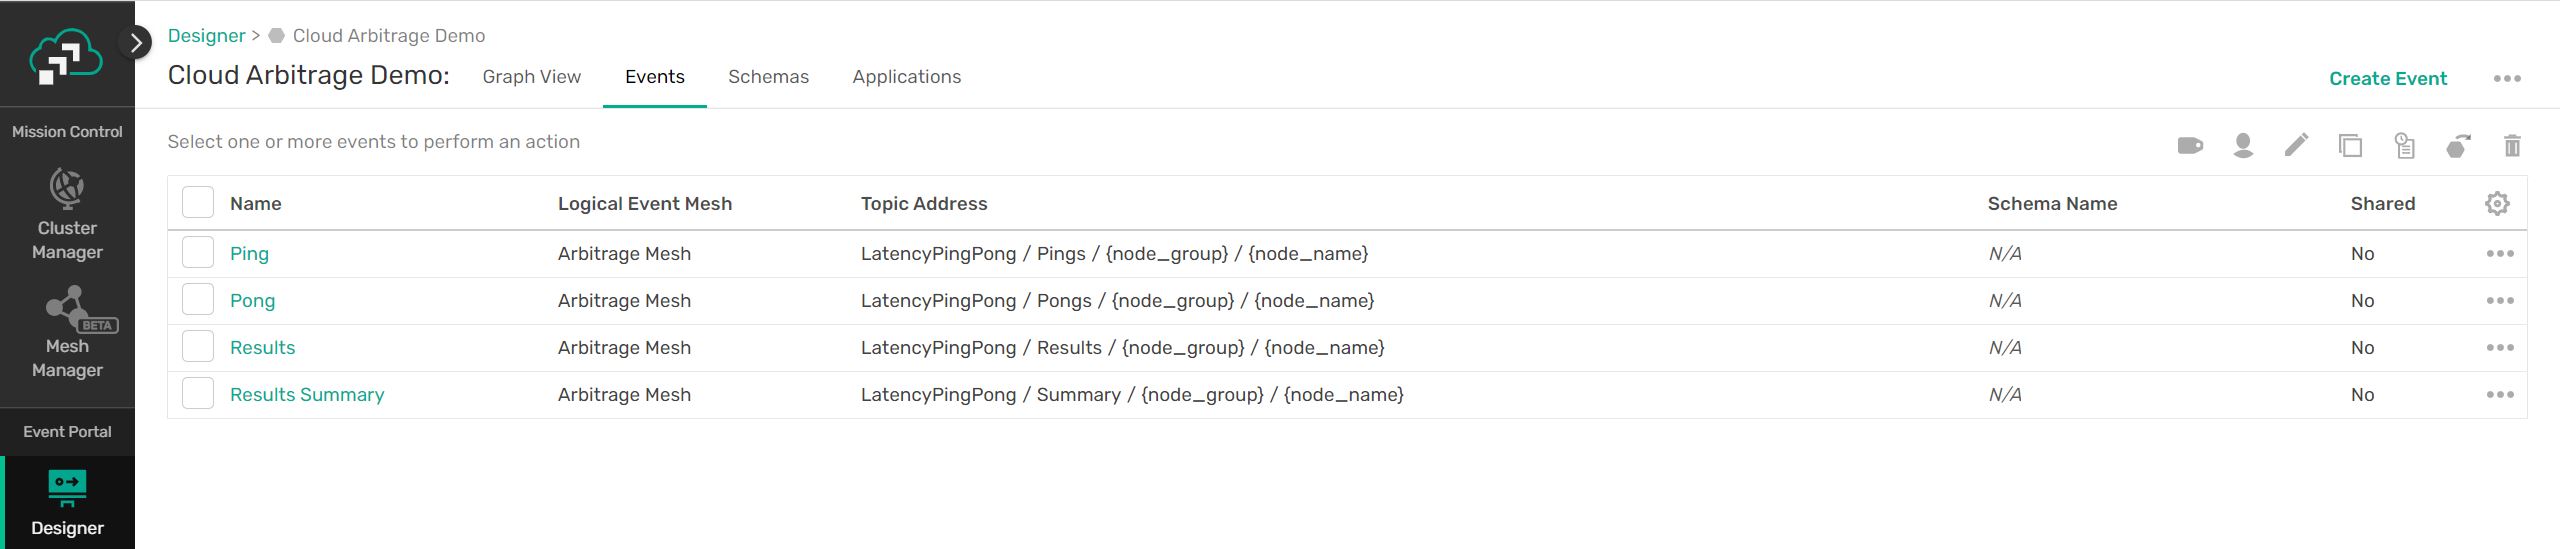 Designer > Cloud Arbitrage Demo
Cloud Arbitrage Demo: Graph View Events Schemas Applications Create Event
Mission Control
Cluster Manager
BETA
Mesh Manager
Event Portal
Designer
Select one or more events to perform an action
Name Logical Event Mesh Topic Address Schema Name Shared
Ping Arbitrage Mesh LatencyPingPong / Pings / {node_group} / {node_name} N/A No
Pong Arbitrage Mesh LatencyPingPong / Pongs / {node_group} / {node_name} N/A No
Results Arbitrage Mesh LatencyPingPong / Results / {node_group} / {node_name} N/A No
Results Summary Arbitrage Mesh LatencyPingPong / Summary / {node_group} / {node_name} N/A No